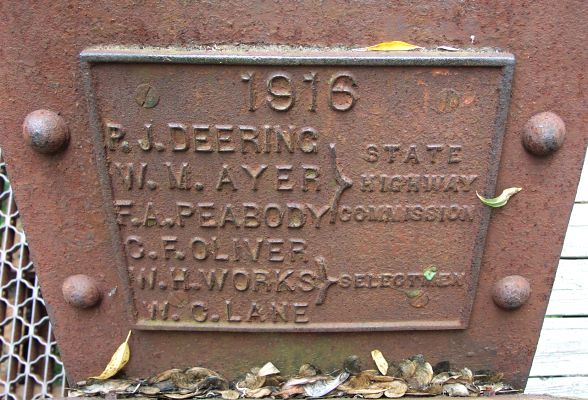 1916
P. J. DEERING
W. M. AYER
F. A. PEABODY
STATE
HIGHWAY
COMMISSION
C. F. OLIVER
W. H. WORKS
W. C. LANE
SELECTMEN